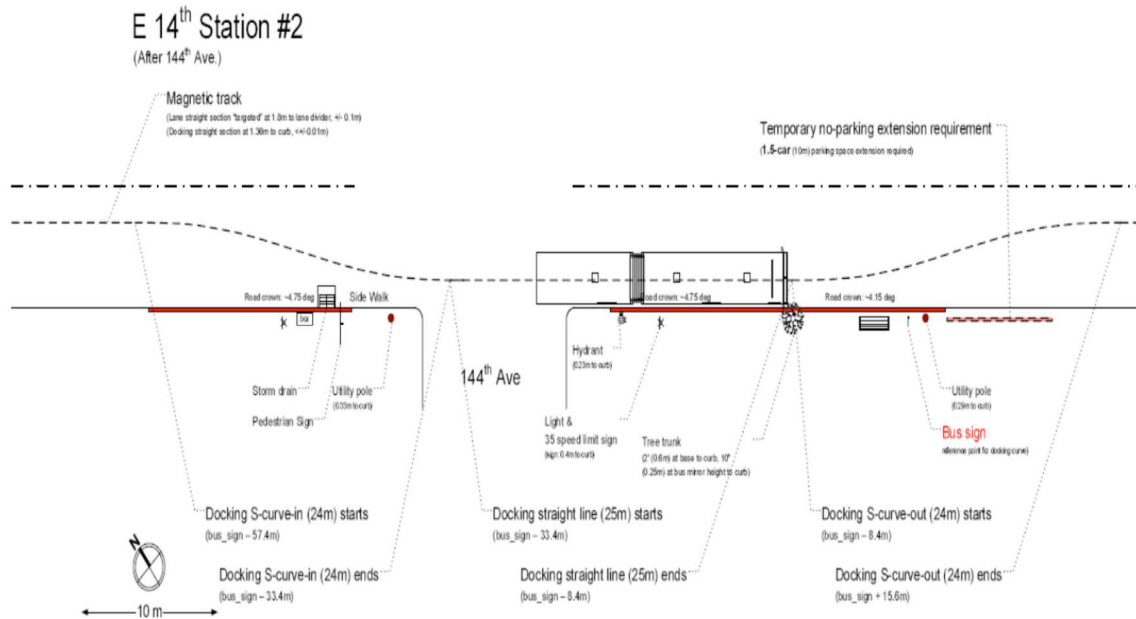 E 14th Station #2
(After 144th Ave.)
Magnetic track
(Lane straight section "targeted" at 1.8m to lane divider, +/- 0.1m)
(Docking straight section at 1.36m to curb, <+/-0.01m)
Temporary no-parking extension requirement
(1.5-car (10m) parking space extension required)
Road crown: ~4.75 deg
Side Walk
Road crown: ~4.75 deg
Road crown: ~4.15 deg
box
Hydrant
(0.23m to curb)
144th Ave
Storm drain
Utility pole
(0.33m to curb)
Pedestrian Sign
Light &
35 speed limit sign
(sign: 0.4m to curb)
Tree trunk
(2' (0.6m) at base to curb, 10"
(0.25m) at bus mirror height to curb)
Utility pole
(0.29m to curb)
Bus sign
reference point for docking curve)
Docking S-curve-in (24m) starts
(bus_sign – 57.4m)
Docking straight line (25m) starts
(bus_sign – 33.4m)
Docking S-curve-out (24m) starts
(bus_sign – 8.4m)
N
Docking S-curve-in (24m) ends
(bus_sign – 33.4m)
Docking straight line (25m) ends
(bus_sign – 8.4m)
Docking S-curve-out (24m) ends
(bus_sign + 15.6m)
10 m